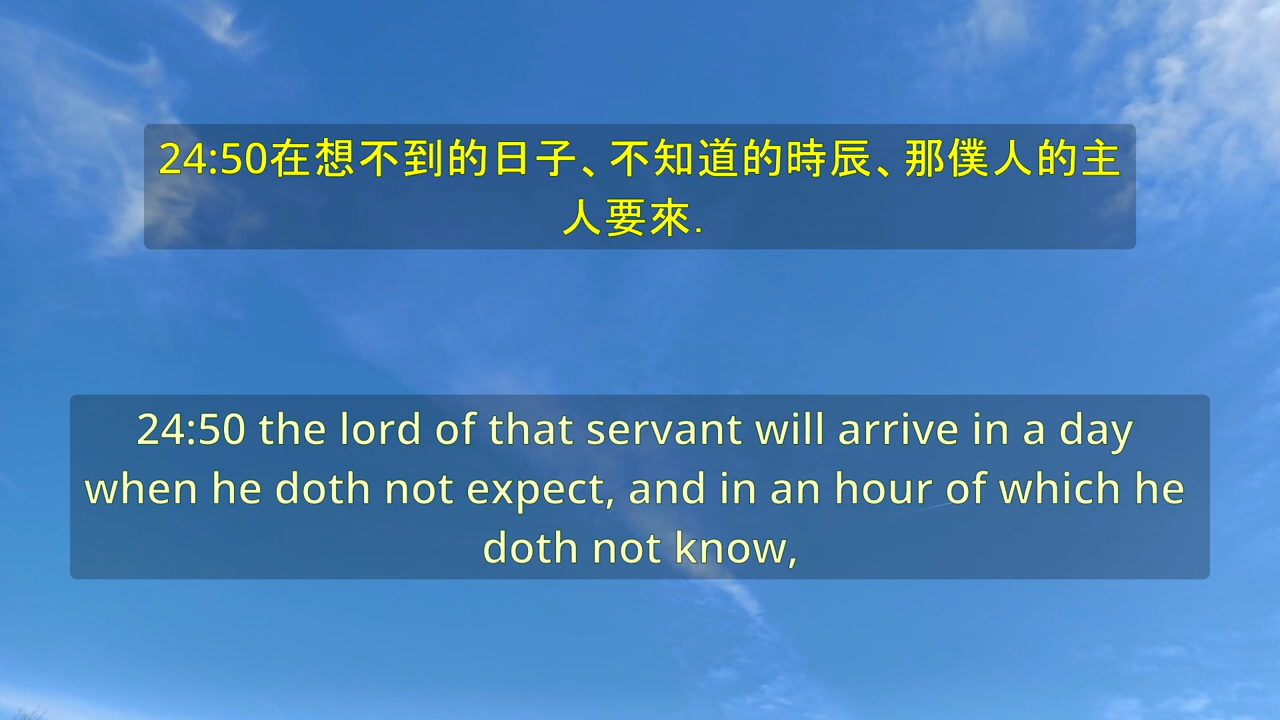 24:50在想不到的日子、不知道的時辰、那僕人的主
人要來.
24:50 the lord of that servant will arrive in a day
when he doth not expect, and in an hour of which he
doth not know,